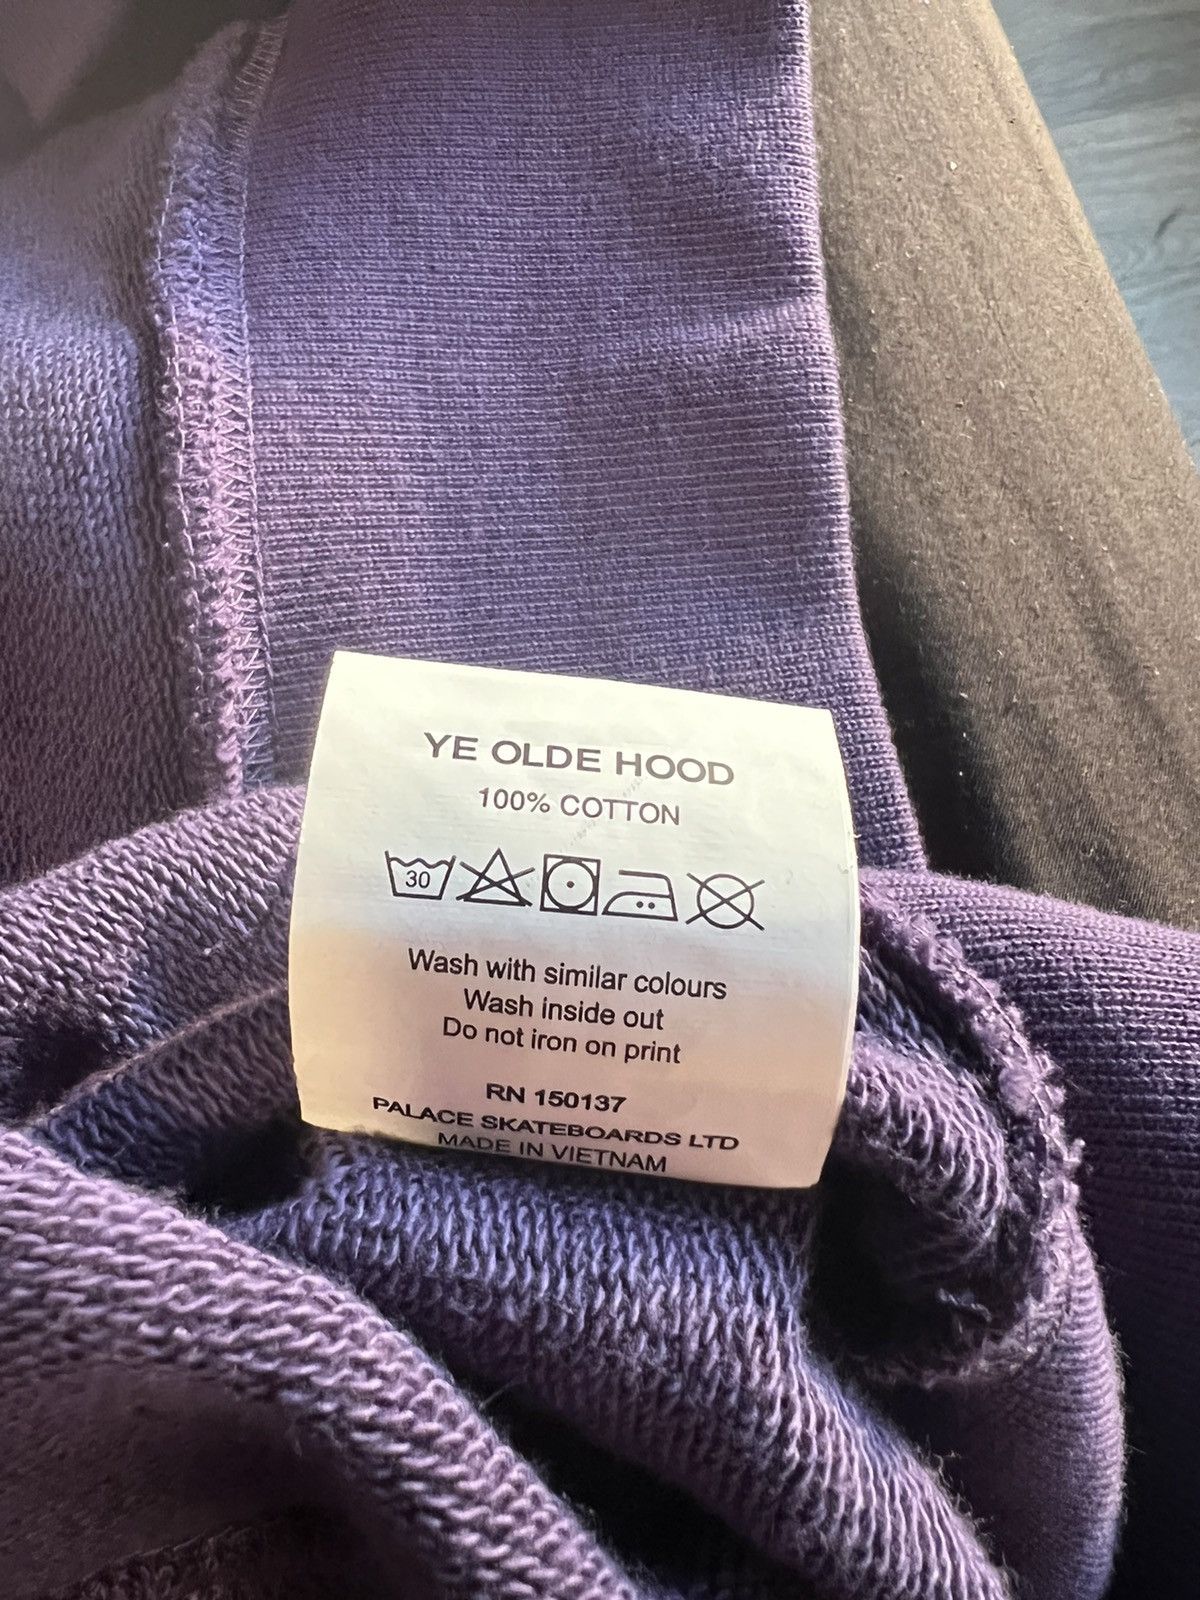 YE OLDE HOOD
100% COTTON
30
Wash with similar colours
Wash inside out
Do not iron on print
RN 150137
PALACE SKATEBOARDS LTD
MADE IN VIETNAM